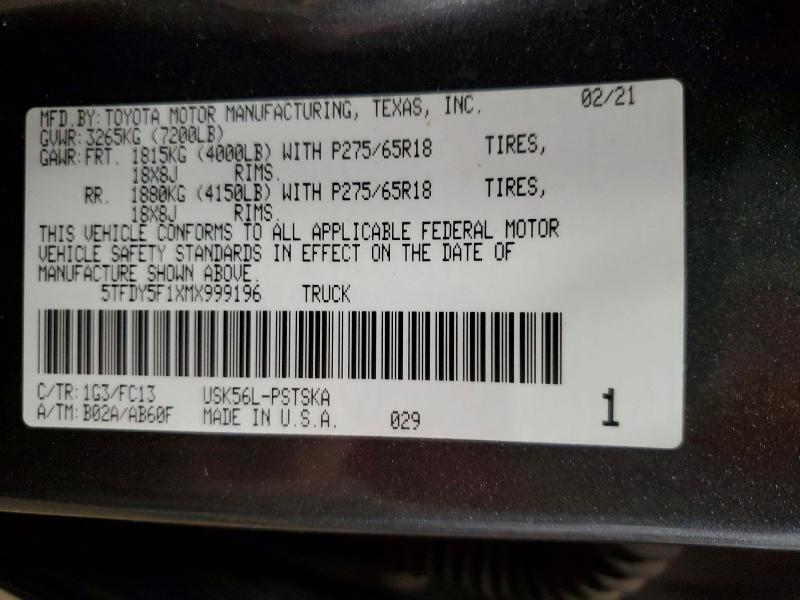 MFD.BY: TOYOTA MOTOR MANUFACTURING, TEXAS, INC. 02/21
GVWR: 3265KG (7200LB)
GAWR: FRT. 1815KG (4000LB) WITH P275/65R18 TIRES,
18X8J RIMS.
RR. 1880KG (4150LB) WITH P275/65R18 TIRES,
18X8J RIMS.
THIS VEHICLE CONFORMS TO ALL APPLICABLE FEDERAL MOTOR
VEHICLE SAFETY STANDARDS IN EFFECT ON THE DATE OF
MANUFACTURE SHOWN ABOVE.
5TFDY5F1XMX999196 TRUCK
C/TR: 1G3/FC13 USK56L-PSTSKA
A/TM: B02A/AB60F MADE IN U.S.A. 029 1